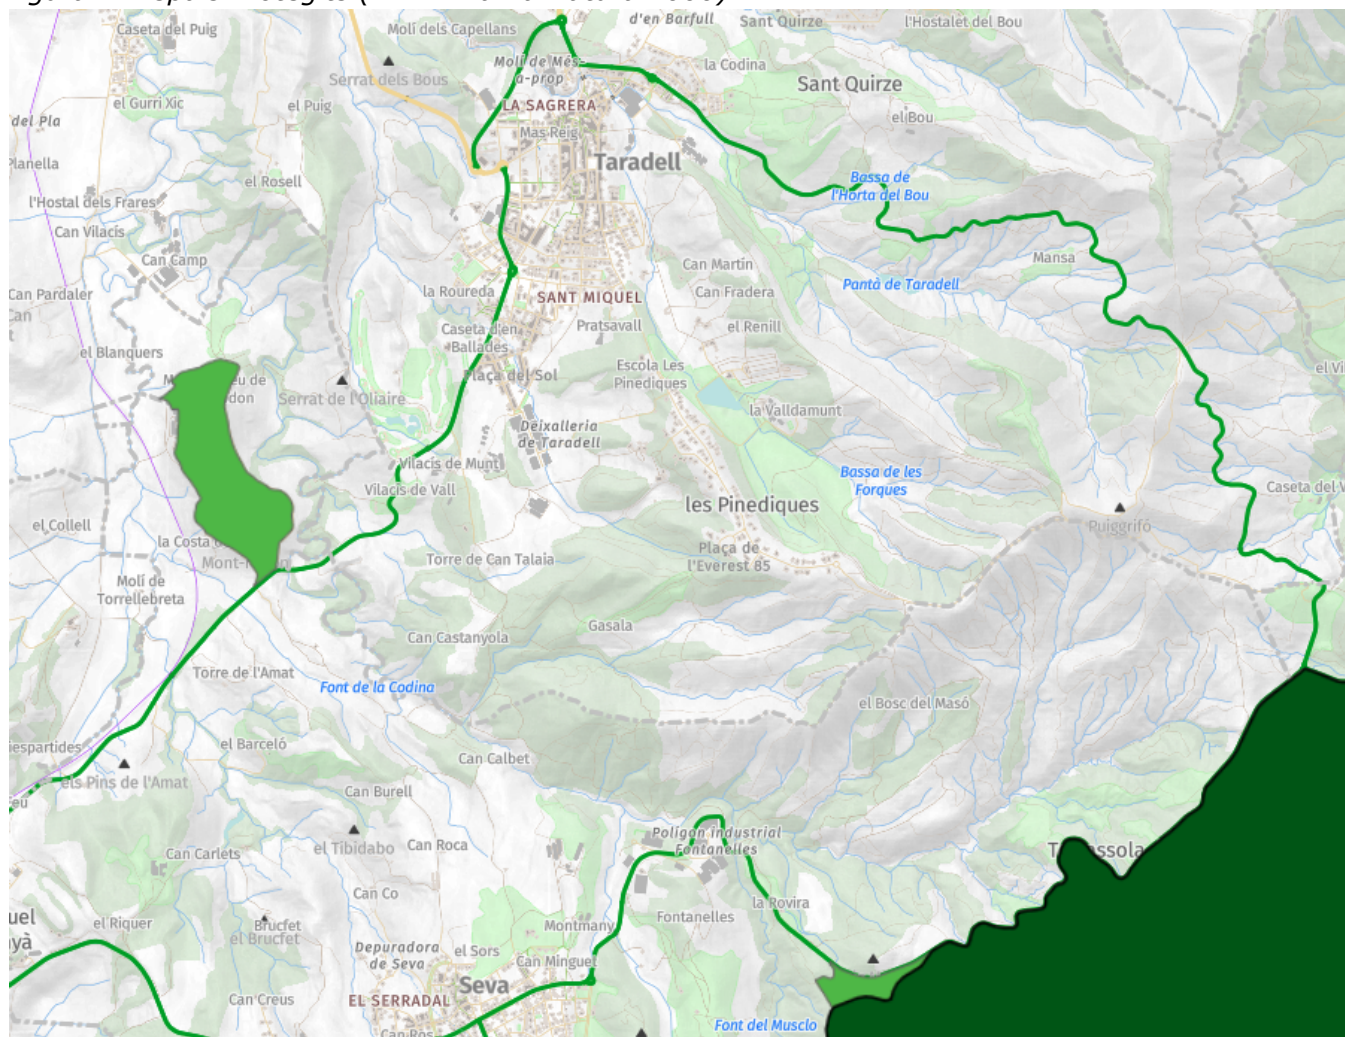 d'en Barfull
Sant Quirze
l'Hostalet del Bou
Caseta del Puig
Molí dels Capellans
Molí de Més-
a-prop
la Codina
Serrat dels Bous
Sant Quirze
el Gurri Xic
el Puig
LA SAGRERA
el Bou
del Pla
Mas Reig
Planella
Taradell
el Rosell
Bassa de
l'Horta del Bou
l'Hostal dels Frares
Can Vilacís
Can Camp
Can Martín
Mansa
Can Pardaler
Can
la Roureda
SANT MIQUEL
Can Fradera
Pantà de Taradell
Caseta d'en
Ballades
Pratsavall
el Renill
el Blanquers
Escola Les
Pinediques
Plaça del Sol
Serrat de l'Oliaire
la Valldamunt
Deixalleria
de Taradell
Vilacís de Munt
Bassa de les
Forques
Vilacís de Vall
Caseta del V
les Pinediques
el Collell
Puiggrifó
la Costa
Torre de Can Talaia
Plaça de
l'Everest 85
Molí de
Torrellebreta
Can Castanyola
Gasala
Torre de l'Amat
Font de la Codina
el Bosc del Masó
iespartides
el Barceló
Can Calbet
els Pins de l'Amat
Can Burell
Polígon industrial
Fontanelles
el Tibidabo
Can Roca
Can Carlets
Can Co
la Rovira
el Riquer
Brucfet
el Brucfet
Montmany
Fontanelles
Depuradora
de Seva
el Sors
Can Minguet
Seva
Can Creus
EL SERRADAL
Font del Musclo